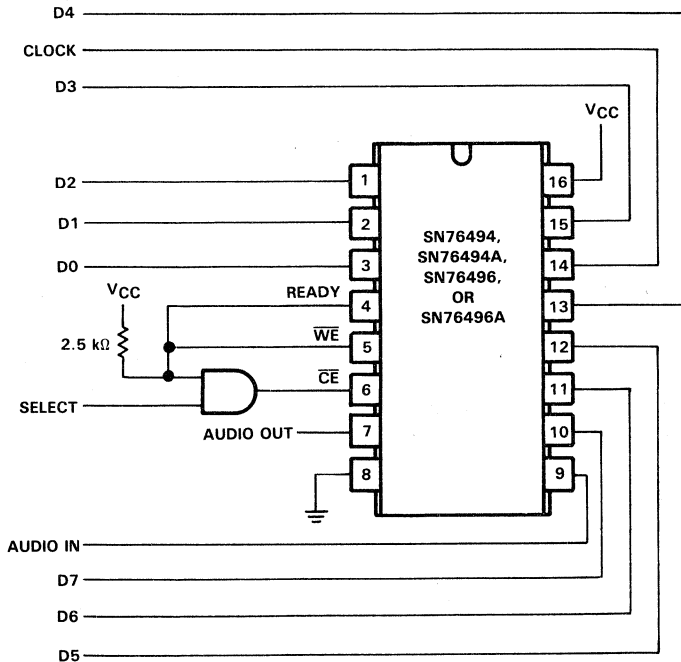 D4
CLOCK
D3
VCC
D2
1
16
D1
2
15
SN76494,
SN76494A,
SN76496,
OR
SN76496A
D0
3
14
VCC
READY
4
13
2.5 kΩ
WE
5
12
CE
6
11
SELECT
AUDIO OUT
7
10
8
9
AUDIO IN
D7
D6
D5